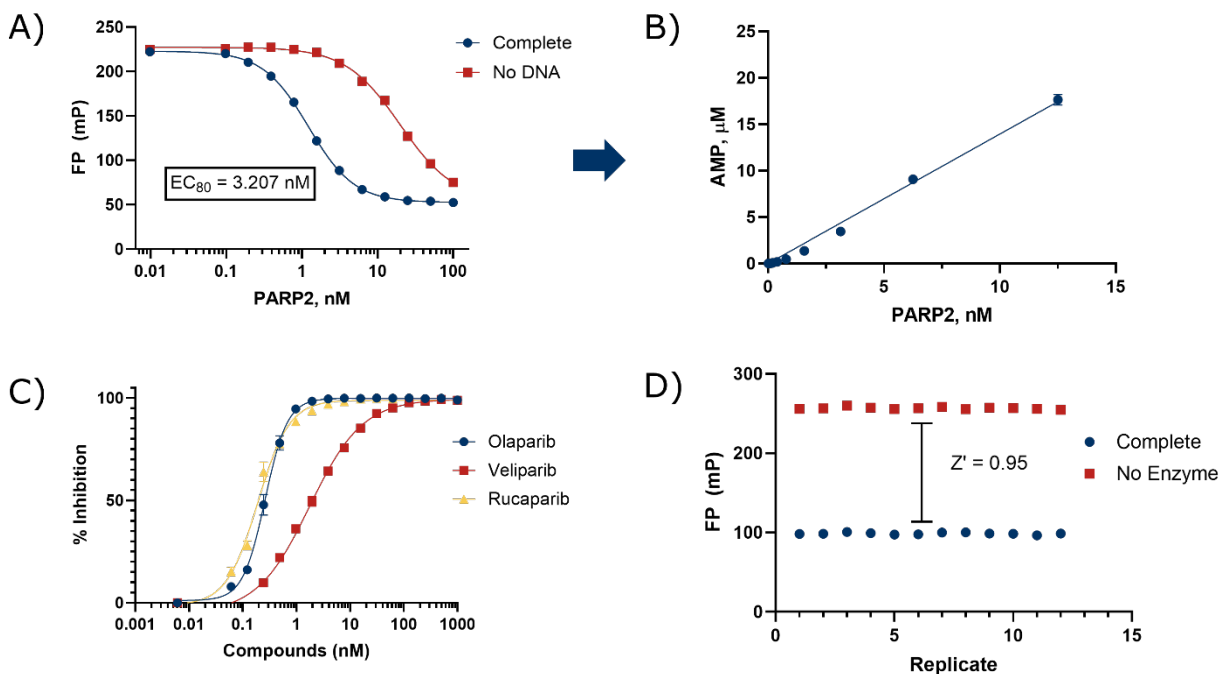 A)
250
200
150
100
50
0
FP (mP)
EC80 = 3.207 nM
0.01 0.1 1 10 100
PARP2, nM
Complete
No DNA
B)
25
20
15
10
5
0
AMP, μM
0 5 10 15
PARP2, nM
C)
100
50
0
% Inhibition
0.001 0.01 0.1 1 10 100 1000
Compounds (nM)
Olaparib
Veliparib
Rucaparib
D)
300
200
100
0
FP (mP)
Z' = 0.95
0 5 10 15
Replicate
Complete
No Enzyme